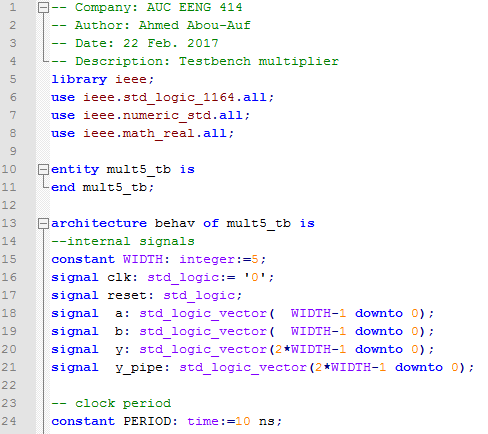 1 -- Company: AUC EENG 414
2 -- Author: Ahmed Abou-Auf
3 -- Date: 22 Feb. 2017
4 -- Description: Testbench multiplier
5 library ieee;
6 use ieee.std_logic_1164.all;
7 use ieee.numeric_std.all;
8 use ieee.math_real.all;
9
10 entity mult5_tb is
11 end mult5_tb;
12
13 architecture behav of mult5_tb is
14 --internal signals
15 constant WIDTH: integer:=5;
16 signal clk: std_logic:= '0';
17 signal reset: std_logic;
18 signal  a: std_logic_vector(  WIDTH-1 downto 0);
19 signal  b: std_logic_vector(  WIDTH-1 downto 0);
20 signal  y: std_logic_vector(2*WIDTH-1 downto 0);
21 signal  y_pipe: std_logic_vector(2*WIDTH-1 downto 0);
22
23 -- clock period
24 constant PERIOD: time:=10 ns;